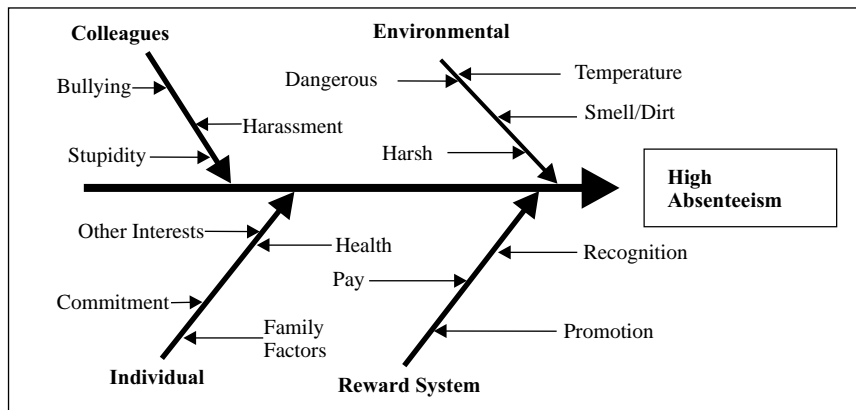 Colleagues
Environmental
Bullying
Dangerous
Temperature
Harassment
Smell/Dirt
Stupidity
Harsh
High
Absenteeism
Other Interests
Health
Recognition
Pay
Commitment
Family
Factors
Promotion
Individual
Reward System